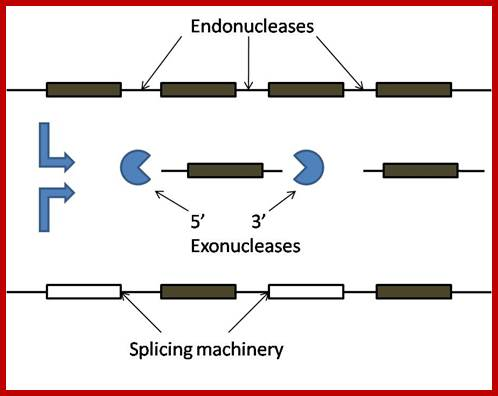 Endonucleases
5’ 3’
Exonucleases
Splicing machinery